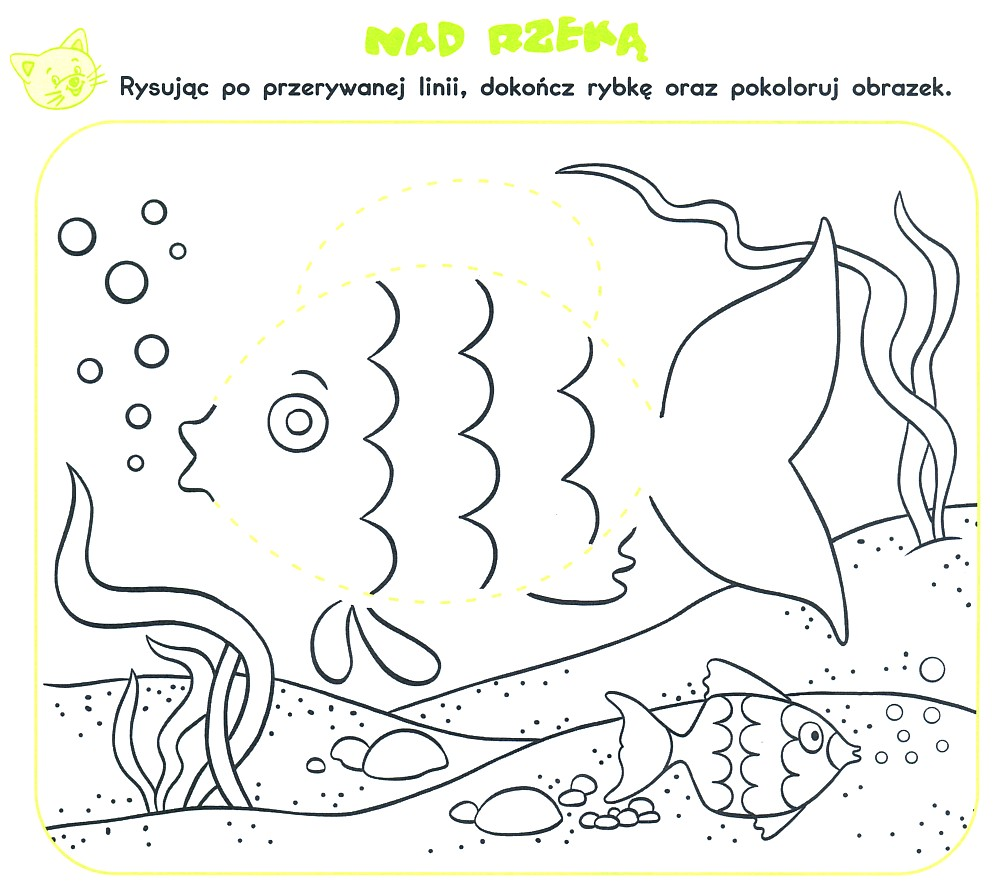 NAD RZEKĄ
Rysując po przerywanej linii, dokończ rybkę oraz pokoloruj obrazek.